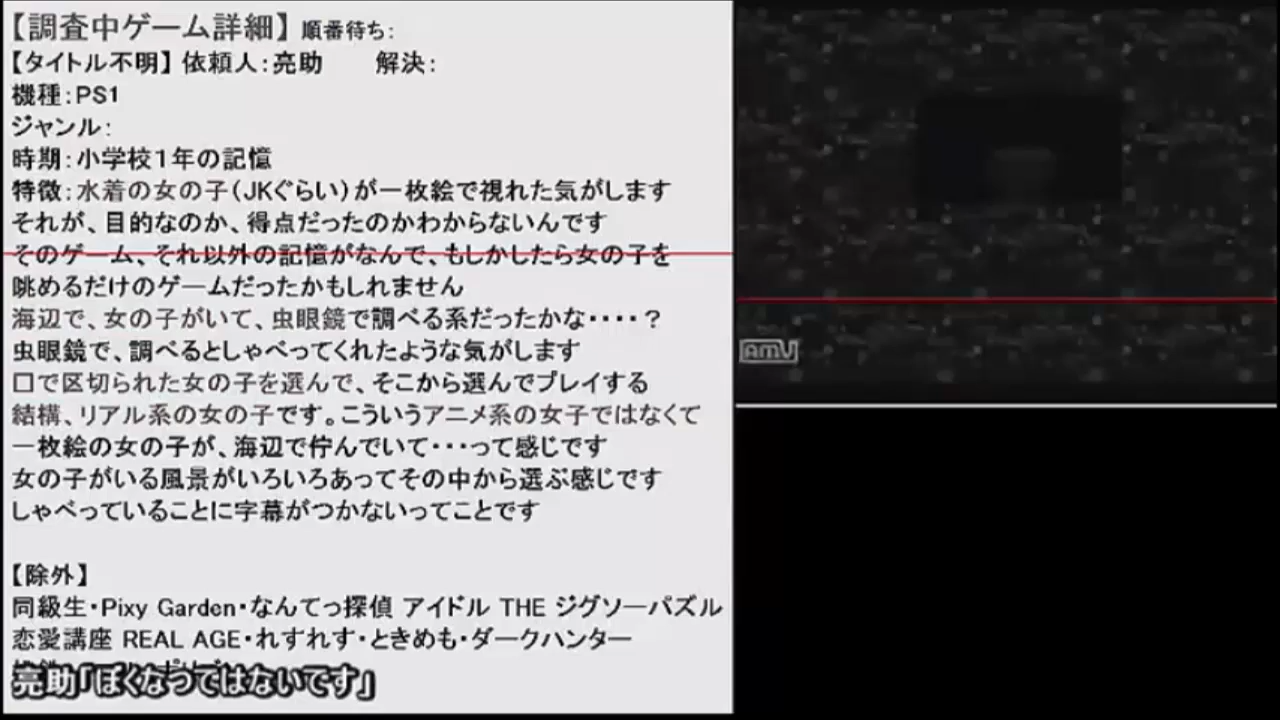 【調査中ゲーム詳細】 順番待ち：
【タイトル不明】 依頼人：亮助　　解決：
機種：PS1
ジャンル：
時期：小学校１年の記憶
特徴：水着の女の子（JKぐらい）が一枚絵で視れた気がします
それが、目的なのか、得点だったのかわからないんです
そのゲーム、それ以外の記憶がなんで、もしかしたら女の子を
眺めるだけのゲームだったかもしれません
海辺で、女の子がいて、虫眼鏡で調べる系だったかな・・・・？
虫眼鏡で、調べるとしゃべってくれたような気がします
口で区切られた女の子を選んで、そこから選んでプレイする
結構、リアル系の女の子です。こういうアニメ系の女子ではなくて
一枚絵の女の子が、海辺で佇んでいて・・・って感じです
女の子がいる風景がいろいろあってその中から選ぶ感じです
しゃべっていることに字幕がつかないってことです
【除外】
同級生・Pixy Garden・なんてっ探偵 アイドル THE ジグソーパズル
恋愛講座 REAL AGE・れすれす・ときめも・ダークハンター
亮助「ぼくなつではないです」
AMV